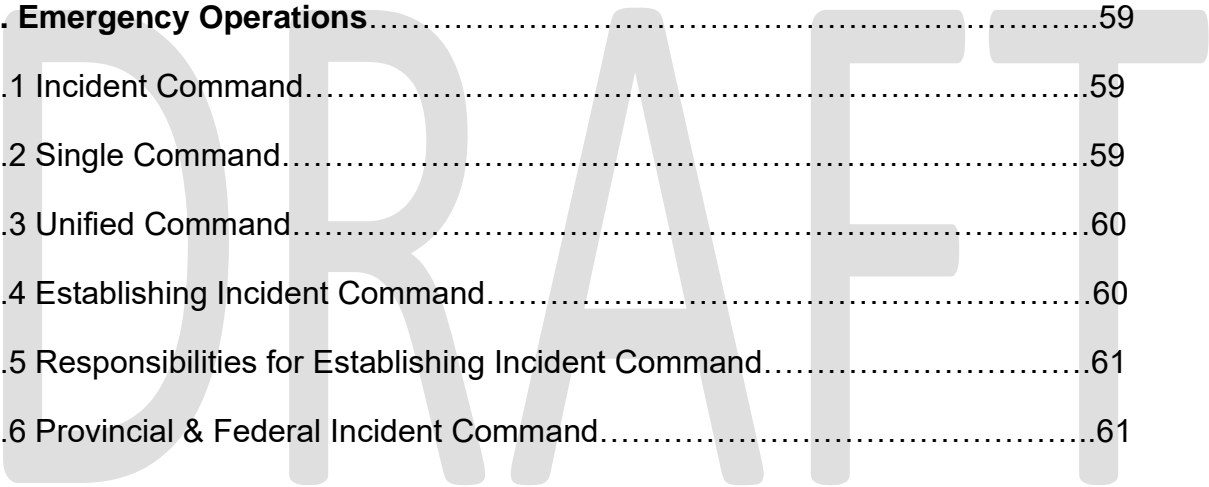 . Emergency Operations……………………………………………………………………..59
.1 Incident Command…………………………………………………………………………..59
.2 Single Command……………………………………………………………………………..59
.3 Unified Command…………………………………………………………………………….60
.4 Establishing Incident Command…………………………………………………………..60
.5 Responsibilities for Establishing Incident Command…………………………….61
.6 Provincial & Federal Incident Command……………………………………………..61
DRAFT